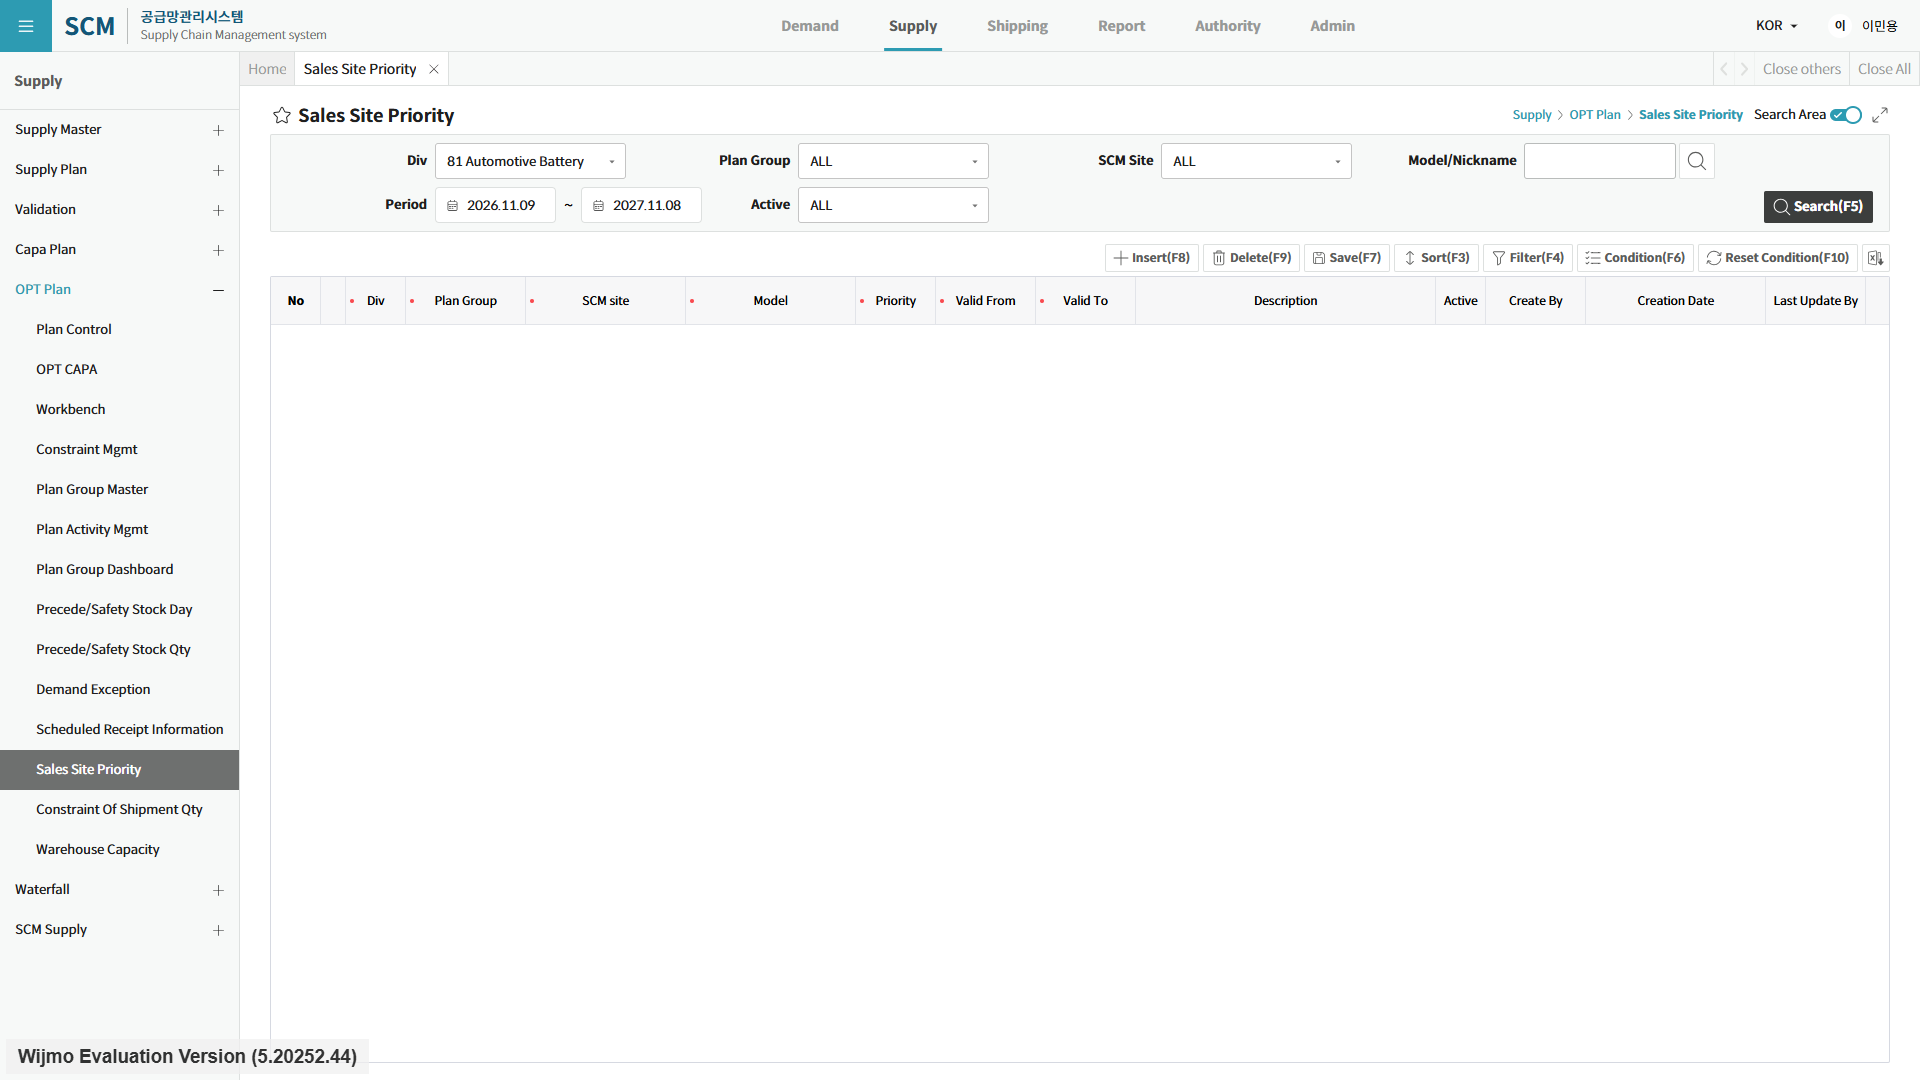 SCM
공급망관리시스템
Supply Chain Management system
Demand
Supply
Shipping
Report
Authority
Admin
KOR
이
이민용
Supply
Home
Sales Site Priority
Close others
Close All
Supply Master
Supply Plan
Validation
Capa Plan
OPT Plan
Plan Control
OPT CAPA
Workbench
Constraint Mgmt
Plan Group Master
Plan Activity Mgmt
Plan Group Dashboard
Precede/Safety Stock Day
Precede/Safety Stock Qty
Demand Exception
Scheduled Receipt Information
Sales Site Priority
Constraint Of Shipment Qty
Warehouse Capacity
Waterfall
SCM Supply
Sales Site Priority
Supply > OPT Plan > Sales Site Priority
Search Area
Div 81 Automotive Battery
Plan Group ALL
SCM Site ALL
Model/Nickname
Period 2026.11.09 ~ 2027.11.08
Active ALL
Search(F5)
Insert(F8)
Delete(F9)
Save(F7)
Sort(F3)
Filter(F4)
Condition(F6)
Reset Condition(F10)
No
Div
Plan Group
SCM site
Model
Priority
Valid From
Valid To
Description
Active
Create By
Creation Date
Last Update By
Wijmo Evaluation Version (5.20252.44)